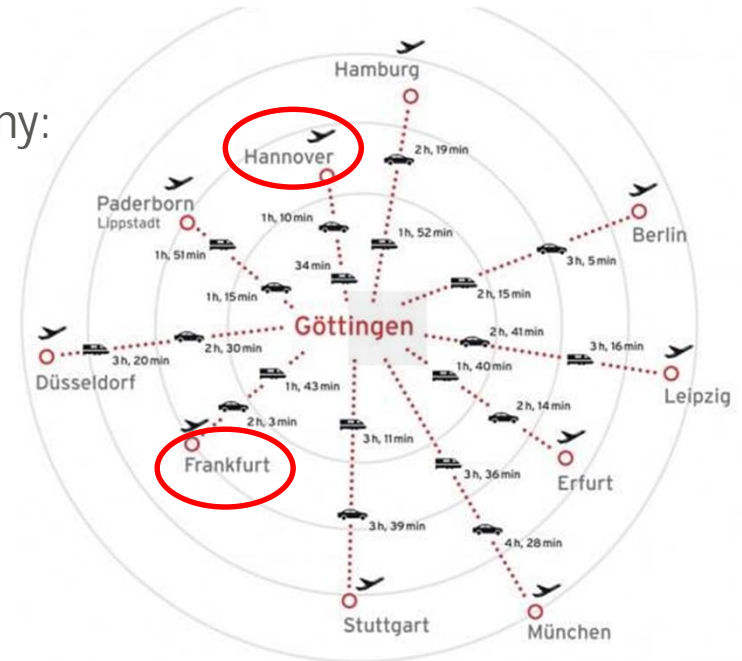 ny:
Hamburg
2 h, 19 min
1 h, 52 min
Hannover
1 h, 10 min
34 min
Paderborn
Lippstadt
1 h, 51 min
1 h, 15 min
Berlin
3 h, 5 min
2 h, 15 min
Göttingen
2 h, 41 min
3 h, 16 min
Leipzig
3 h, 20 min
2 h, 30 min
Düsseldorf
1 h, 43 min
2 h, 3 min
Frankfurt
1 h, 40 min
2 h, 14 min
Erfurt
3 h, 11 min
3 h, 39 min
Stuttgart
3 h, 36 min
4 h, 28 min
München